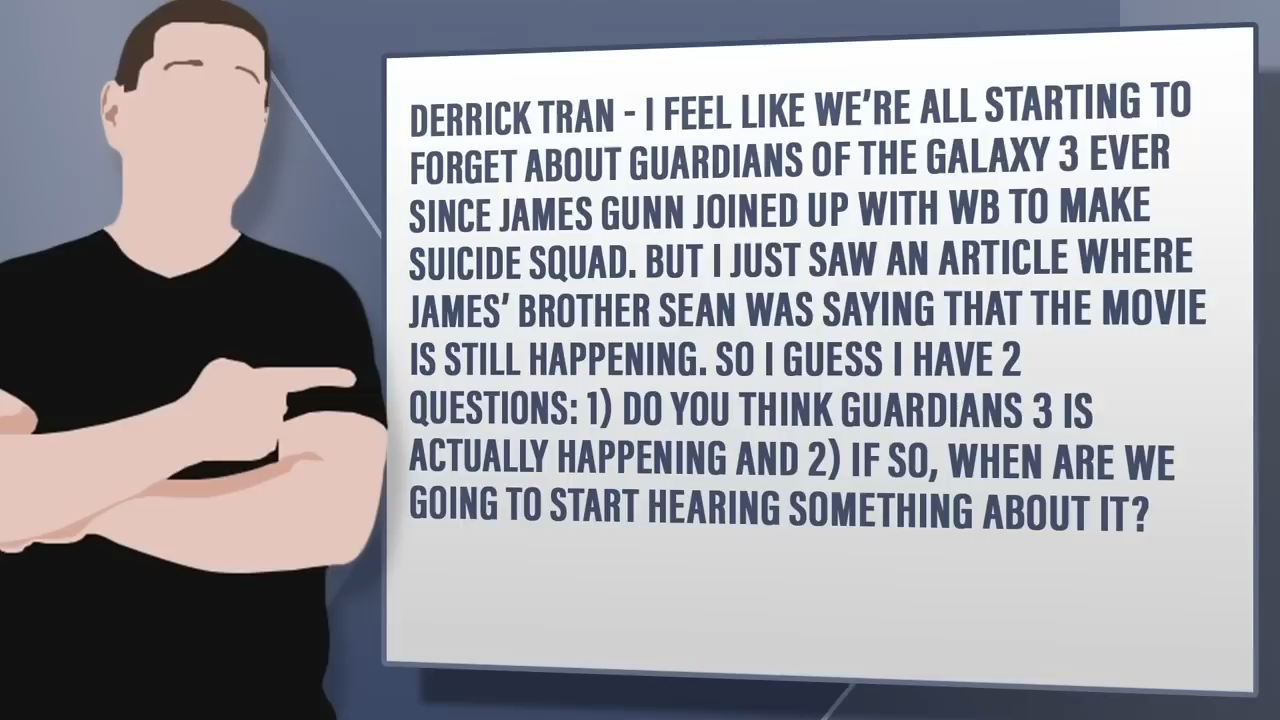 DERRICK TRAN - I FEEL LIKE WE'RE ALL STARTING TO
FORGET ABOUT GUARDIANS OF THE GALAXY 3 EVER
SINCE JAMES GUNN JOINED UP WITH WB TO MAKE
SUICIDE SQUAD. BUT I JUST SAW AN ARTICLE WHERE
JAMES' BROTHER SEAN WAS SAYING THAT THE MOVIE
IS STILL HAPPENING. SO I GUESS I HAVE 2
QUESTIONS: 1) DO YOU THINK GUARDIANS 3 IS
ACTUALLY HAPPENING AND 2) IF SO, WHEN ARE WE
GOING TO START HEARING SOMETHING ABOUT IT?